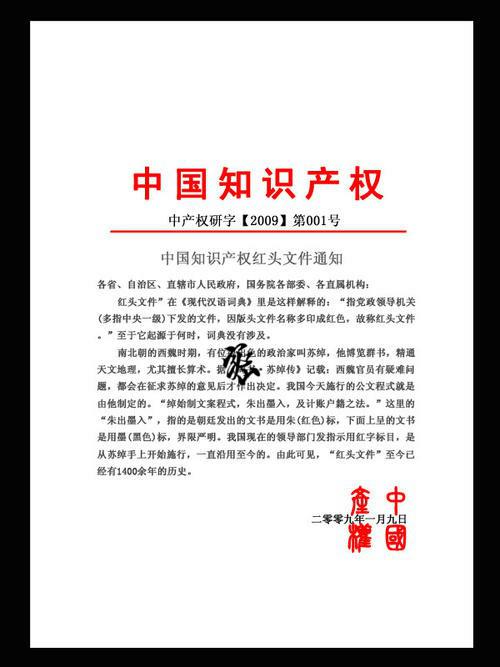 中国知识产权
中产权研字【2009】第001号
中国知识产权红头文件通知
各省、自治区、直辖市人民政府，国务院各部委、各直属机构：
红头文件”在《现代汉语词典》里是这样解释的：“指党政领导机关
(多指中央一级)下发的文件，因版头文件名称多印成红色，故称红头文件
。”至于它起源于何时，词典没有涉及。
南北朝的西魏时期，有位 色的政治家叫苏绰，他博览群书，精通
天文地理，尤其擅长算术。据 ·苏绰传》记载：西魏官员有疑难问
题，都会在征求苏绰的意见后才作出决定。我国今天施行的公文程式就是
由他制定的。“绰始制文案程式，朱出墨入，及计账户籍之法。”这里的
“朱出墨入”，指的是朝廷发出的文书是用朱(红色)标，下面上呈的文书
是用墨(黑色)标，界限严明。我国现在的领导部门发指示用红字标目，是
从苏绰手上开始施行，一直沿用至今的。由此可见，“红头文件”至今已
经有1400余年的历史。
二零零九年一月九日
中國
產權